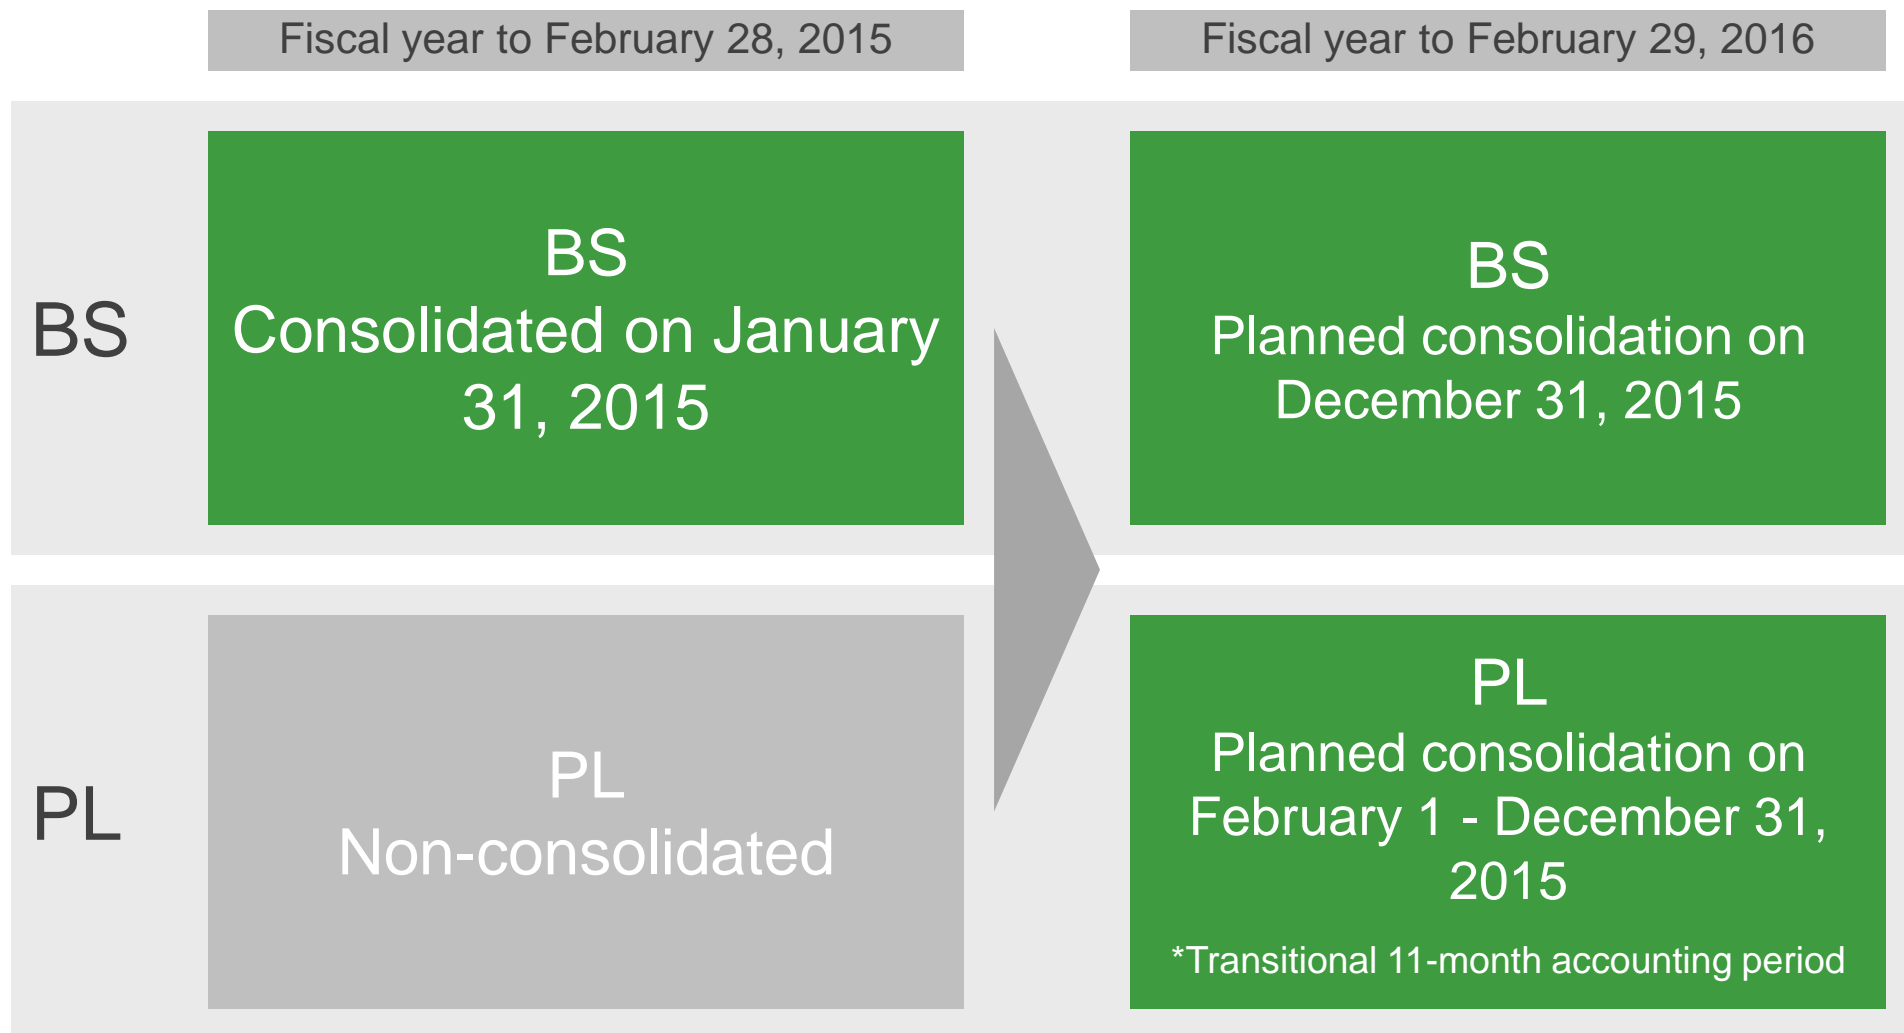 Fiscal year to February 28, 2015
Fiscal year to February 29, 2016
BS
BS
Consolidated on January
31, 2015
BS
Planned consolidation on
December 31, 2015
PL
PL
Non-consolidated
PL
Planned consolidation on
February 1 - December 31,
2015
*Transitional 11-month accounting period